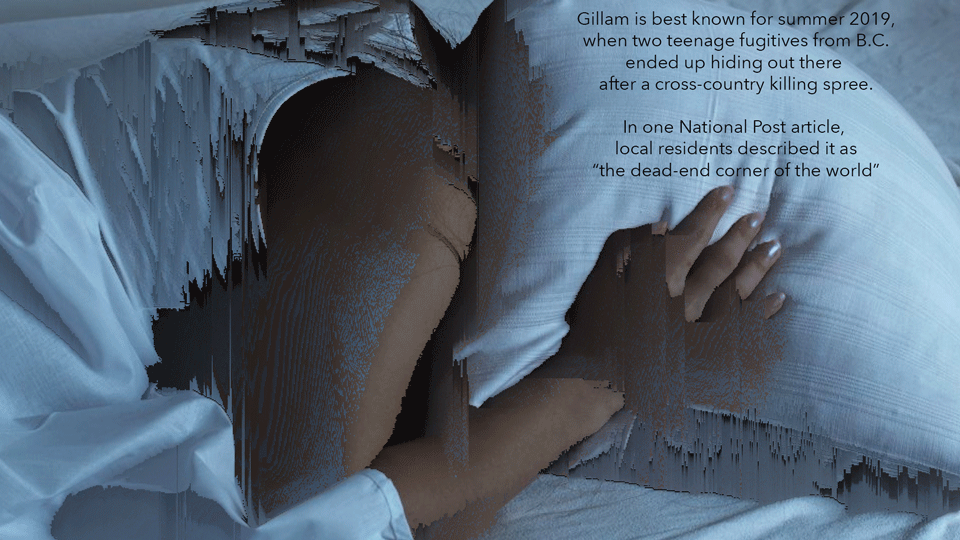 Gillam is best known for summer 2019,
when two teenage fugitives from B.C.
ended up hiding out there
after a cross-country killing spree.
In one National Post article,
local residents described it as
“the dead-end corner of the world”